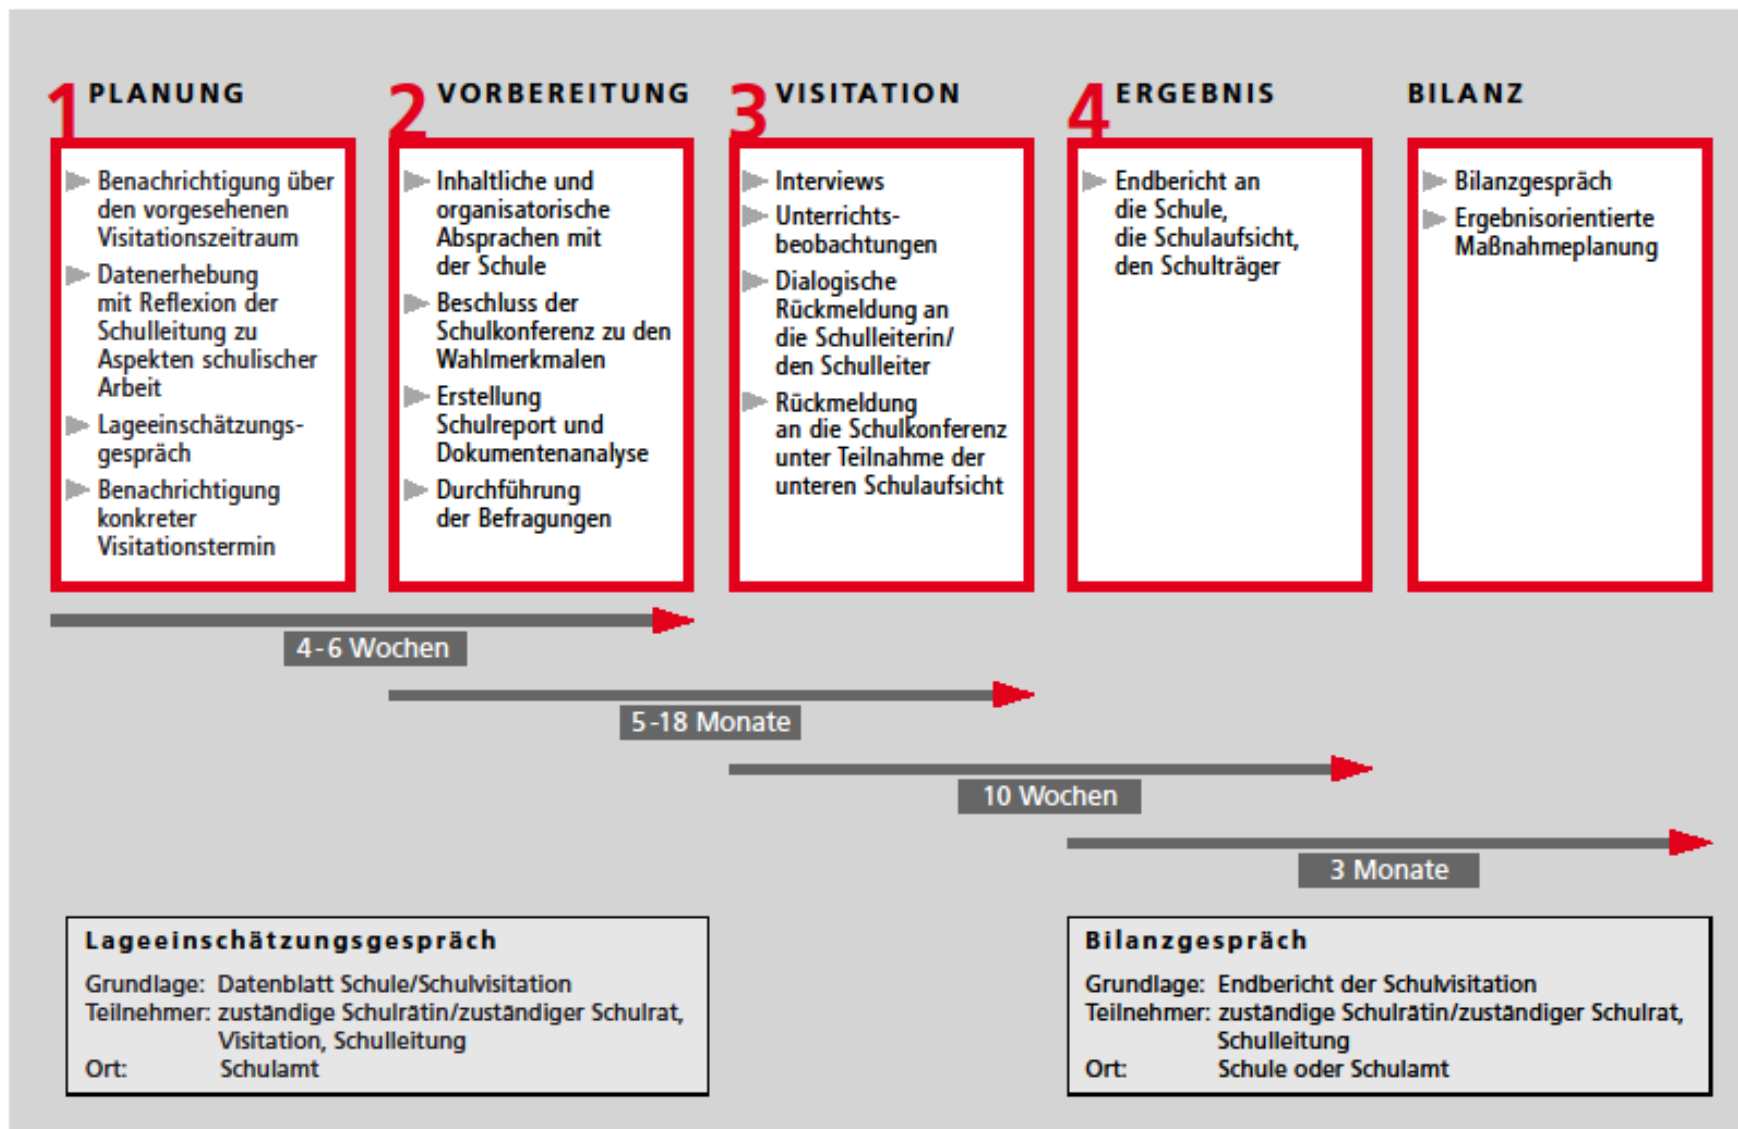 1 PLANUNG
Benachrichtigung über
den vorgesehenen
Visitationszeitraum
Datenerhebung
mit Reflexion der
Schulleitung zu
Aspekten schulischer
Arbeit
Lageeinschätzungs-
gespräch
Benachrichtigung
konkreter
Visitationstermin
2 VORBEREITUNG
Inhaltliche und
organisatorische
Absprachen mit
der Schule
Beschluss der
Schulkonferenz zu den
Wahlmerkmalen
Erstellung
Schulreport und
Dokumentenanalyse
Durchführung
der Befragungen
3 VISITATION
Interviews
Unterrichts-
beobachtungen
Dialogische
Rückmeldung an
die Schulleiterin/
den Schulleiter
Rückmeldung
an die Schulkonferenz
unter Teilnahme der
unteren Schulaufsicht
4 ERGEBNIS
Endbericht an
die Schule,
die Schulaufsicht,
den Schulträger
BILANZ
Bilanzgespräch
Ergebnisorientierte
Maßnahmeplanung
4-6 Wochen
5-18 Monate
10 Wochen
3 Monate
Lageeinschätzungsgespräch
Grundlage: Datenblatt Schule/Schulvisitation
Teilnehmer: zuständige Schulrätin/zuständiger Schulrat,
Visitation, Schulleitung
Ort: Schulamt
Bilanzgespräch
Grundlage: Endbericht der Schulvisitation
Teilnehmer: zuständige Schulrätin/zuständiger Schulrat,
Schulleitung
Ort: Schule oder Schulamt